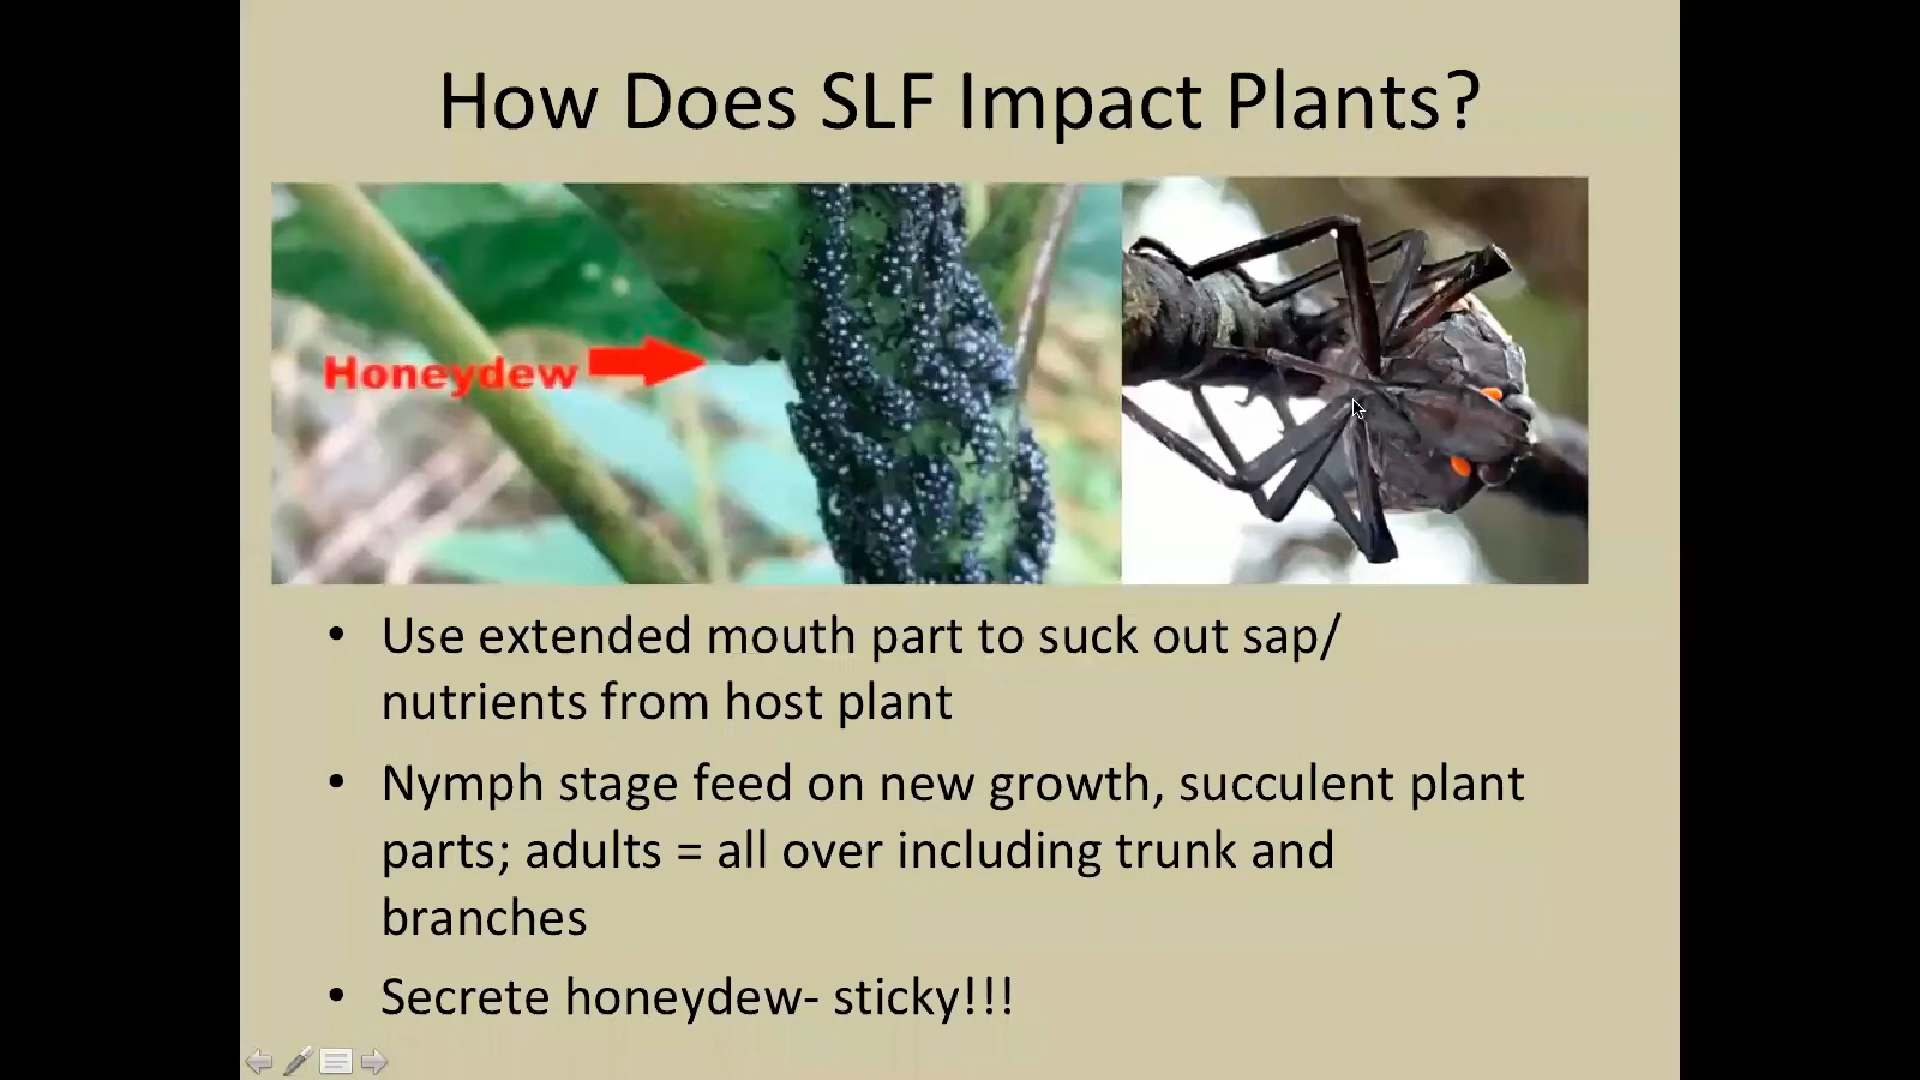 How Does SLF Impact Plants?
Honeydew
• Use extended mouth part to suck out sap/
nutrients from host plant
• Nymph stage feed on new growth, succulent plant
parts; adults = all over including trunk and
branches
• Secrete honeydew- sticky!!!